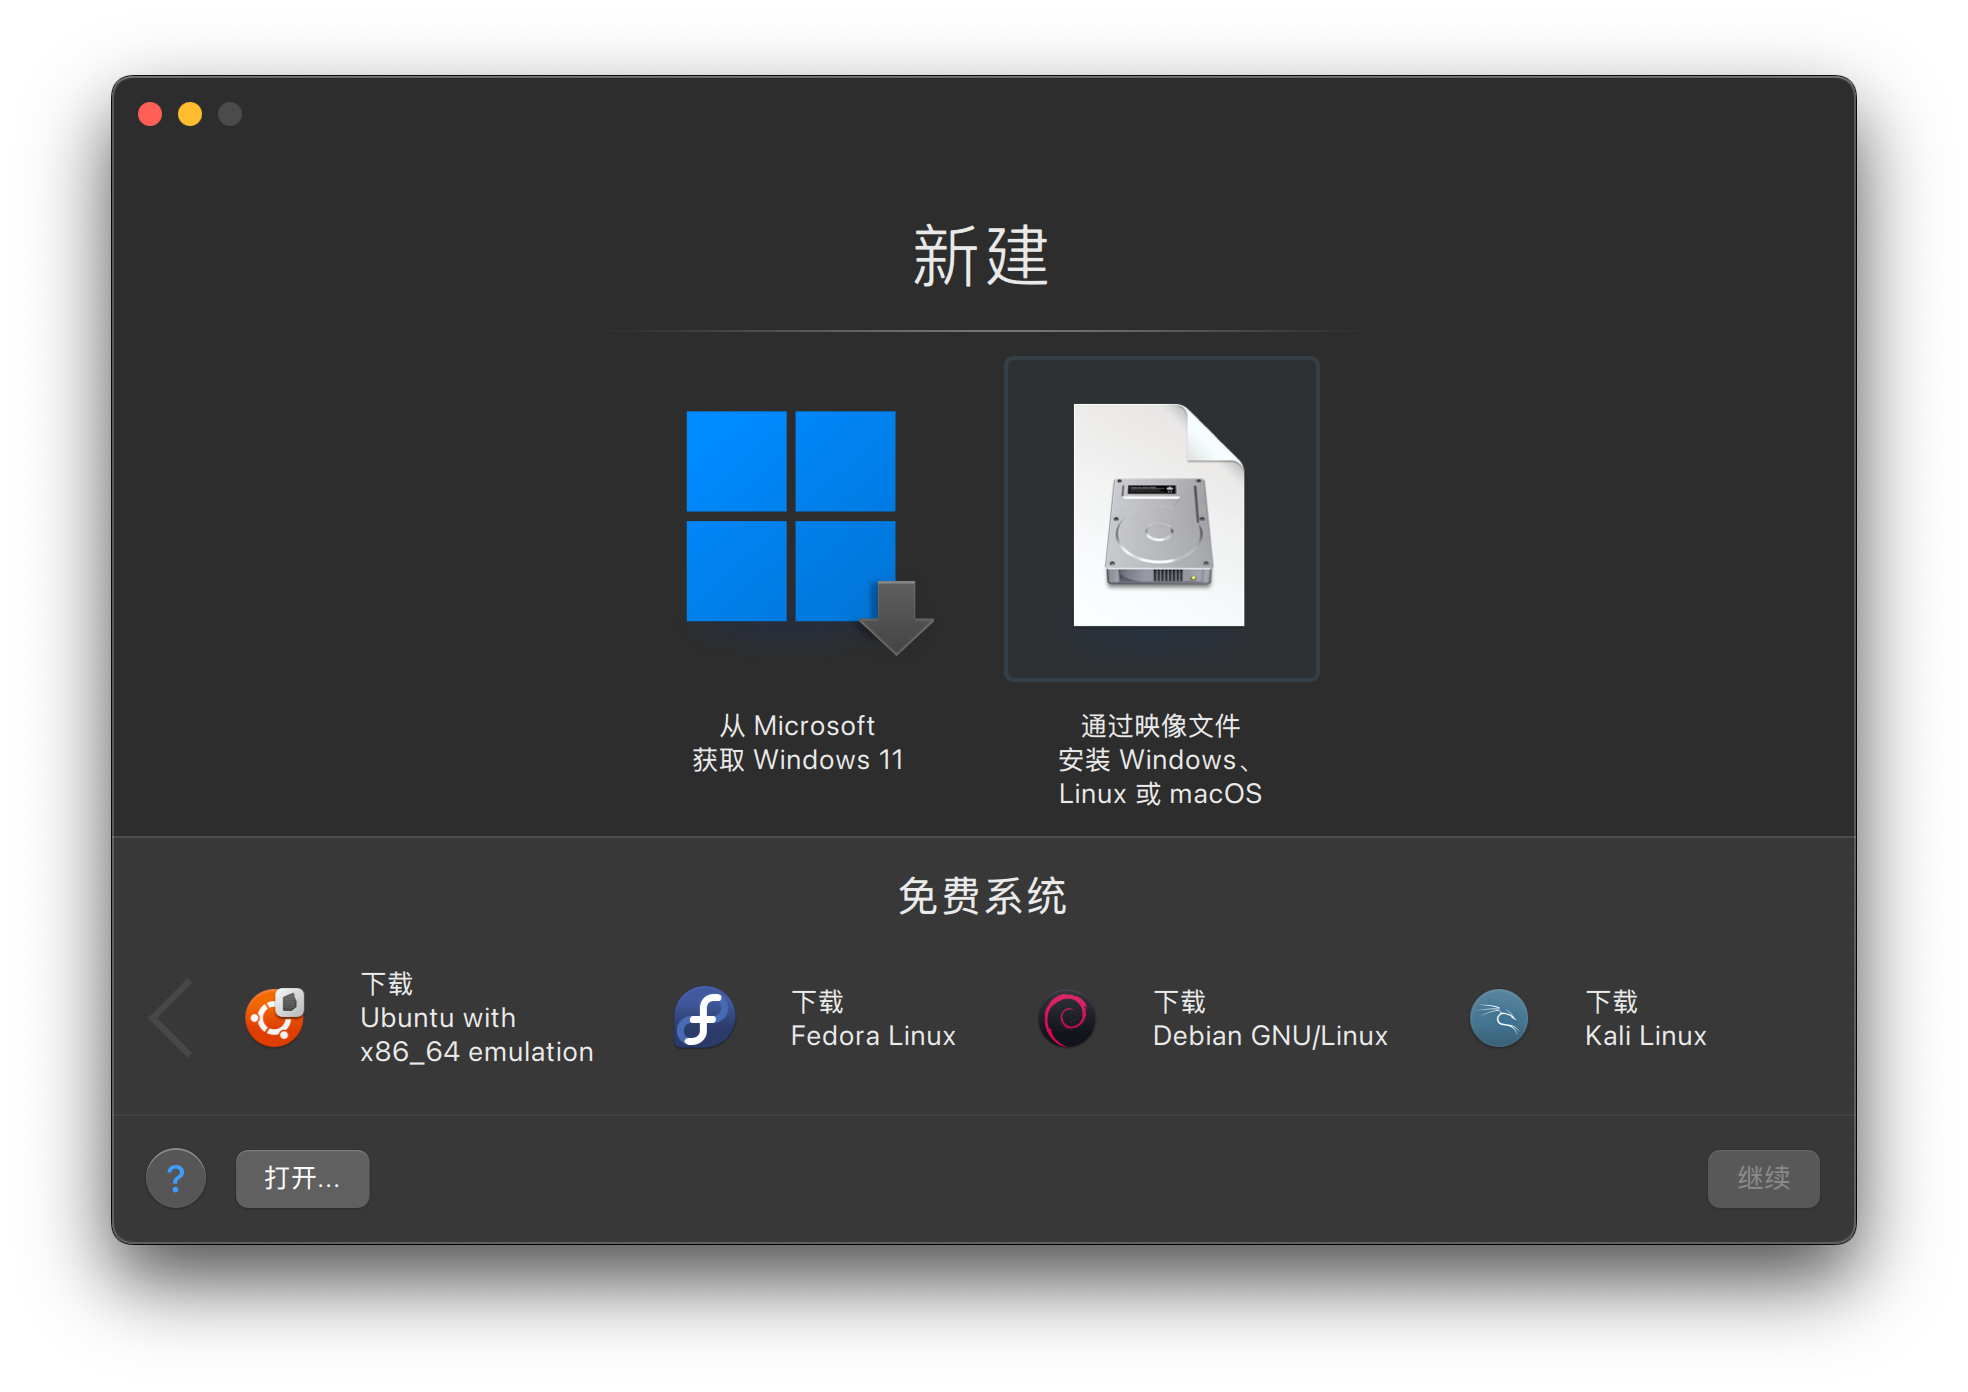 新建
从 Microsoft
获取 Windows 11
通过映像文件
安装 Windows、
Linux 或 macOS
免费系统
下载
Ubuntu with
x86_64 emulation
下载
Fedora Linux
下载
Debian GNU/Linux
下载
Kali Linux
?
打开...
继续